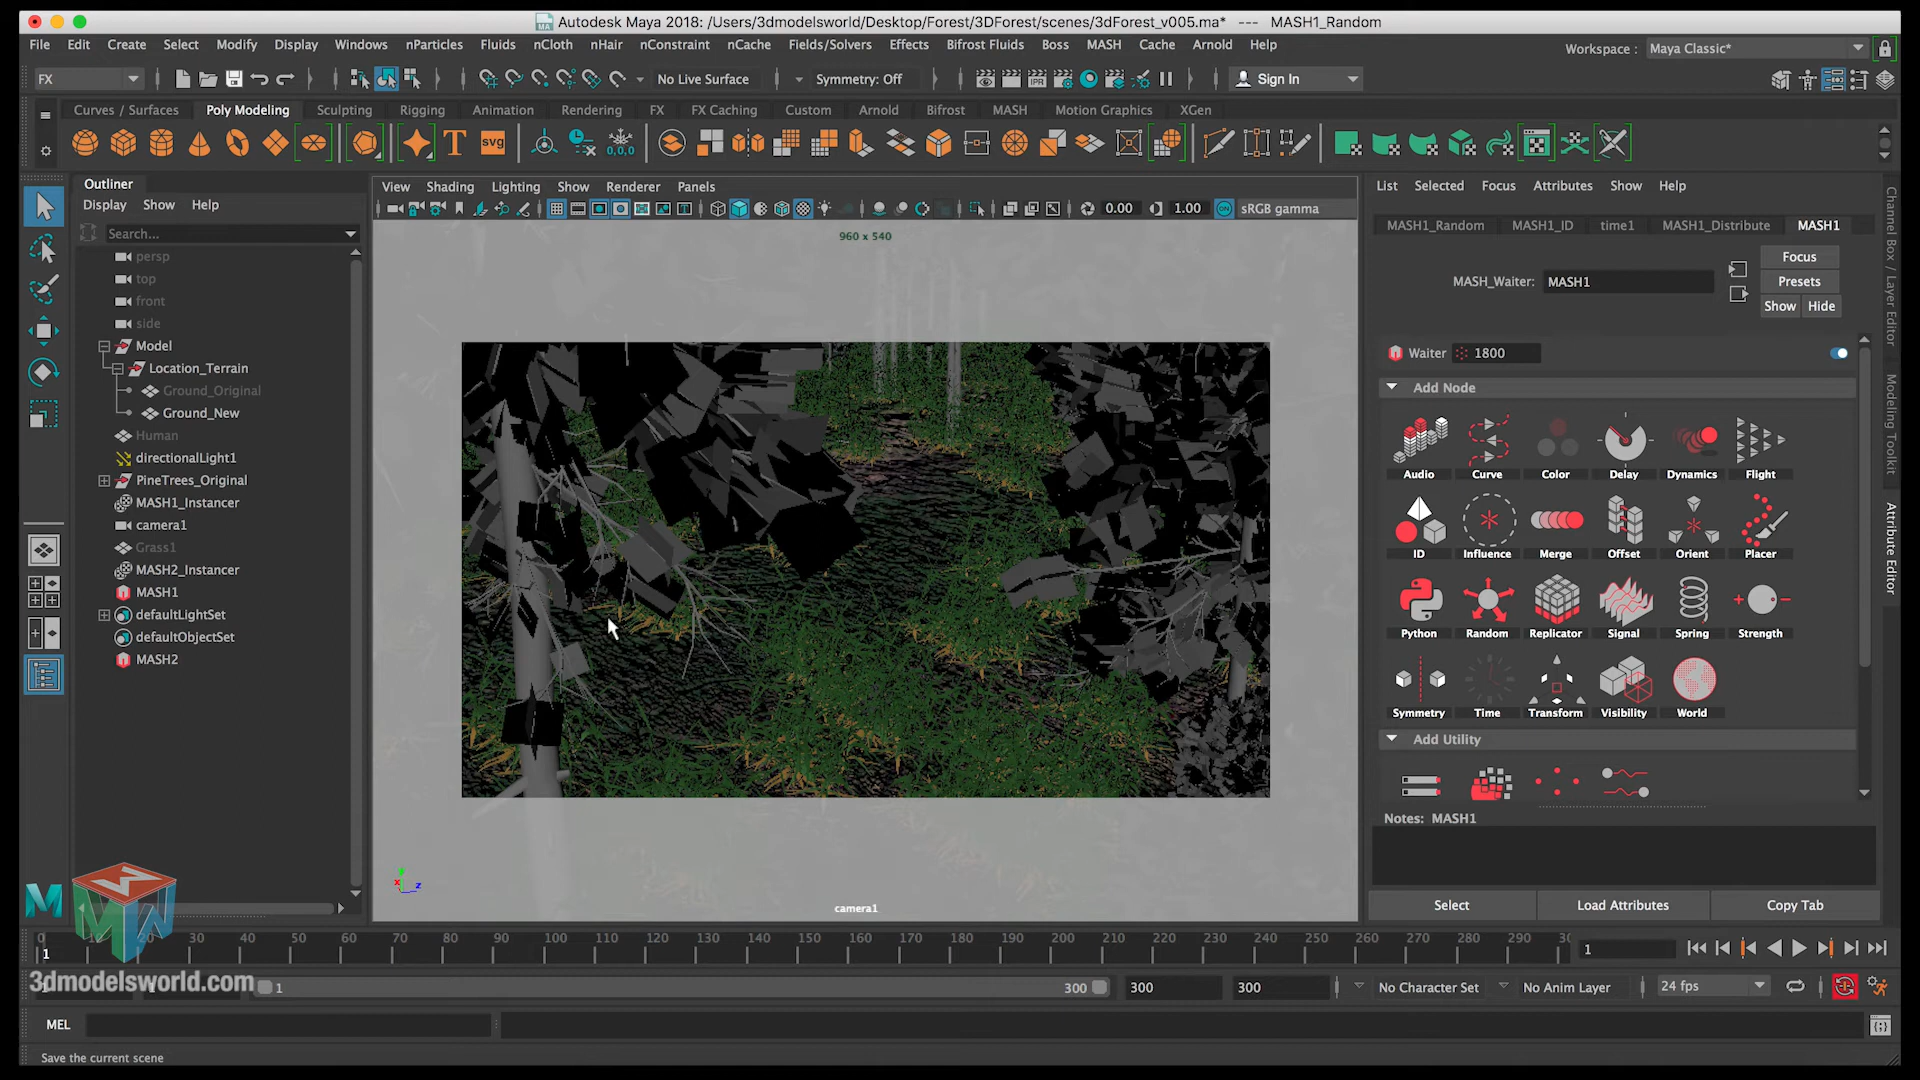 Autodesk Maya 2018: /Users/3dmodelsworld/Desktop/Forest/3DForest/scenes/3dForest_v005.ma* --- MASH1_Random
File Edit Create Select Modify Display Windows nParticles Fluids nCloth nHair nConstraint nCache Fields/Solvers Effects Bifrost Fluids Boss MASH Cache Arnold Help
Workspace : Maya Classic*
FX No Live Surface Symmetry: Off Sign In
Curves / Surfaces Poly Modeling Sculpting Rigging Animation Rendering FX FX Caching Custom Arnold Bifrost MASH Motion Graphics XGen
T svg 0,0,0
Outliner
Display Show Help
Search...
persp
top
front
side
Model
Location_Terrain
Ground_Original
Ground_New
Human
directionalLight1
PineTrees_Original
MASH1_Instancer
camera1
Grass1
MASH2_Instancer
MASH1
defaultLightSet
defaultObjectSet
MASH2
View Shading Lighting Show Renderer Panels
0.00 1.00 sRGB gamma
960 x 540
x z
camera1
List Selected Focus Attributes Show Help
MASH1_Random MASH1_ID time1 MASH1_Distribute MASH1
MASH_Waiter: MASH1
Focus
Presets
Show Hide
Waiter 1800
Add Node
Audio Curve Color Delay Dynamics Flight
ID Influence Merge Offset Orient Placer
Python Random Replicator Signal Spring Strength
Symmetry Time Transform Visibility World
Add Utility
Notes: MASH1
Select Load Attributes Copy Tab
Channel Box / Layer Editor
Modeling Toolkit
Attribute Editor
0 10 20 30 40 50 60 70 80 90 100 110 120 130 140 150 160 170 180 190 200 210 220 230 240 250 260 270 280 290 30
1
1
3dmodelsworld.com
1 300 300 300 No Character Set No Anim Layer 24 fps
MEL
Save the current scene